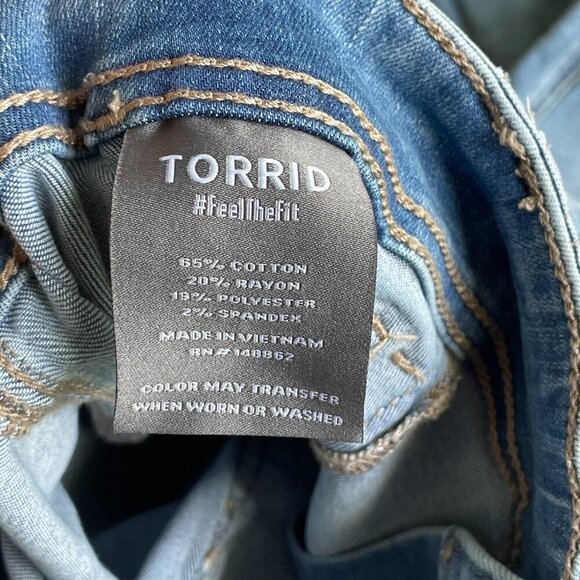 TORRID
#FeelTheFit
65% COTTON
20% RAYON
13% POLYESTER
2% SPANDEX
MADE IN VIETNAM
RN# 148862
COLOR MAY TRANSFER
WHEN WORN OR WASHED